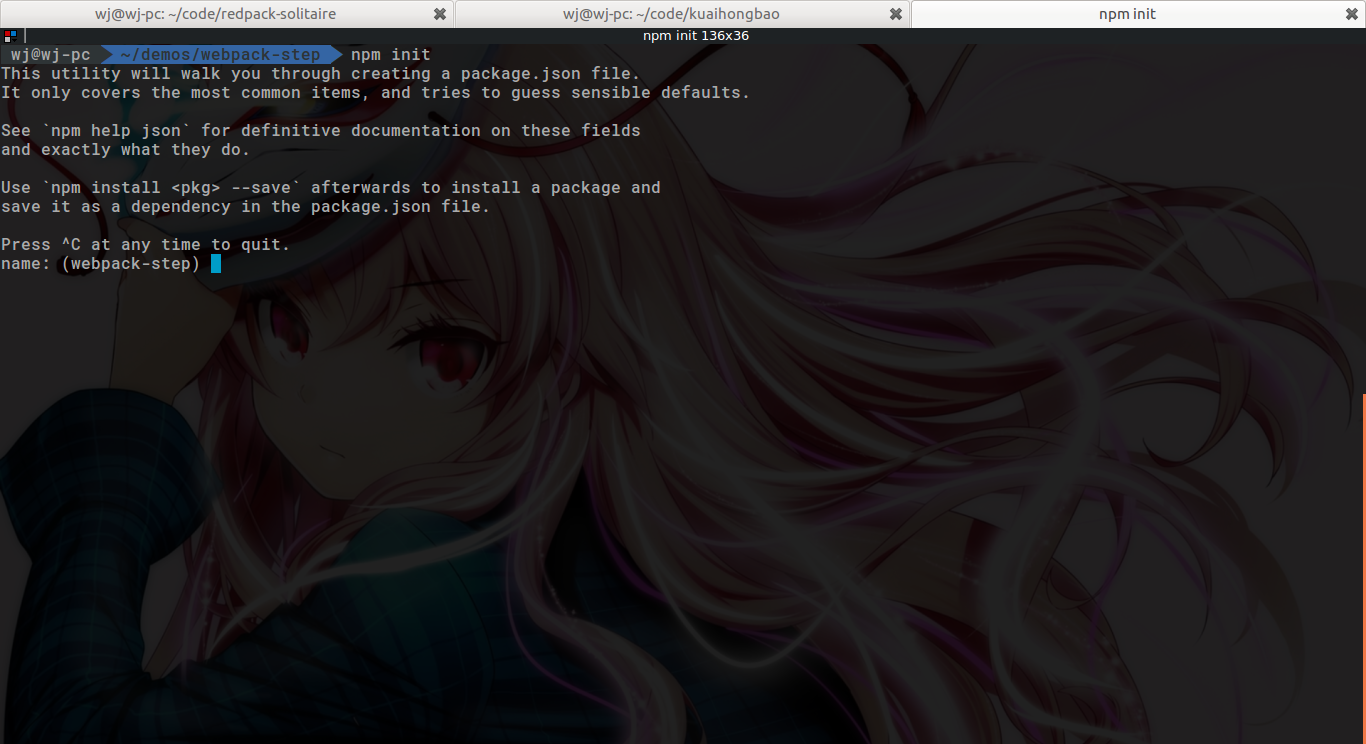 wj@wj-pc: ~/code/redpack-solitaire
wj@wj-pc: ~/code/kuaihongbao
npm init
npm init 136x36
wj@wj-pc ~/demos/webpack-step npm init
This utility will walk you through creating a package.json file.
It only covers the most common items, and tries to guess sensible defaults.
See `npm help json` for definitive documentation on these fields
and exactly what they do.
Use `npm install <pkg> --save` afterwards to install a package and
save it as a dependency in the package.json file.
Press ^C at any time to quit.
name: (webpack-step)